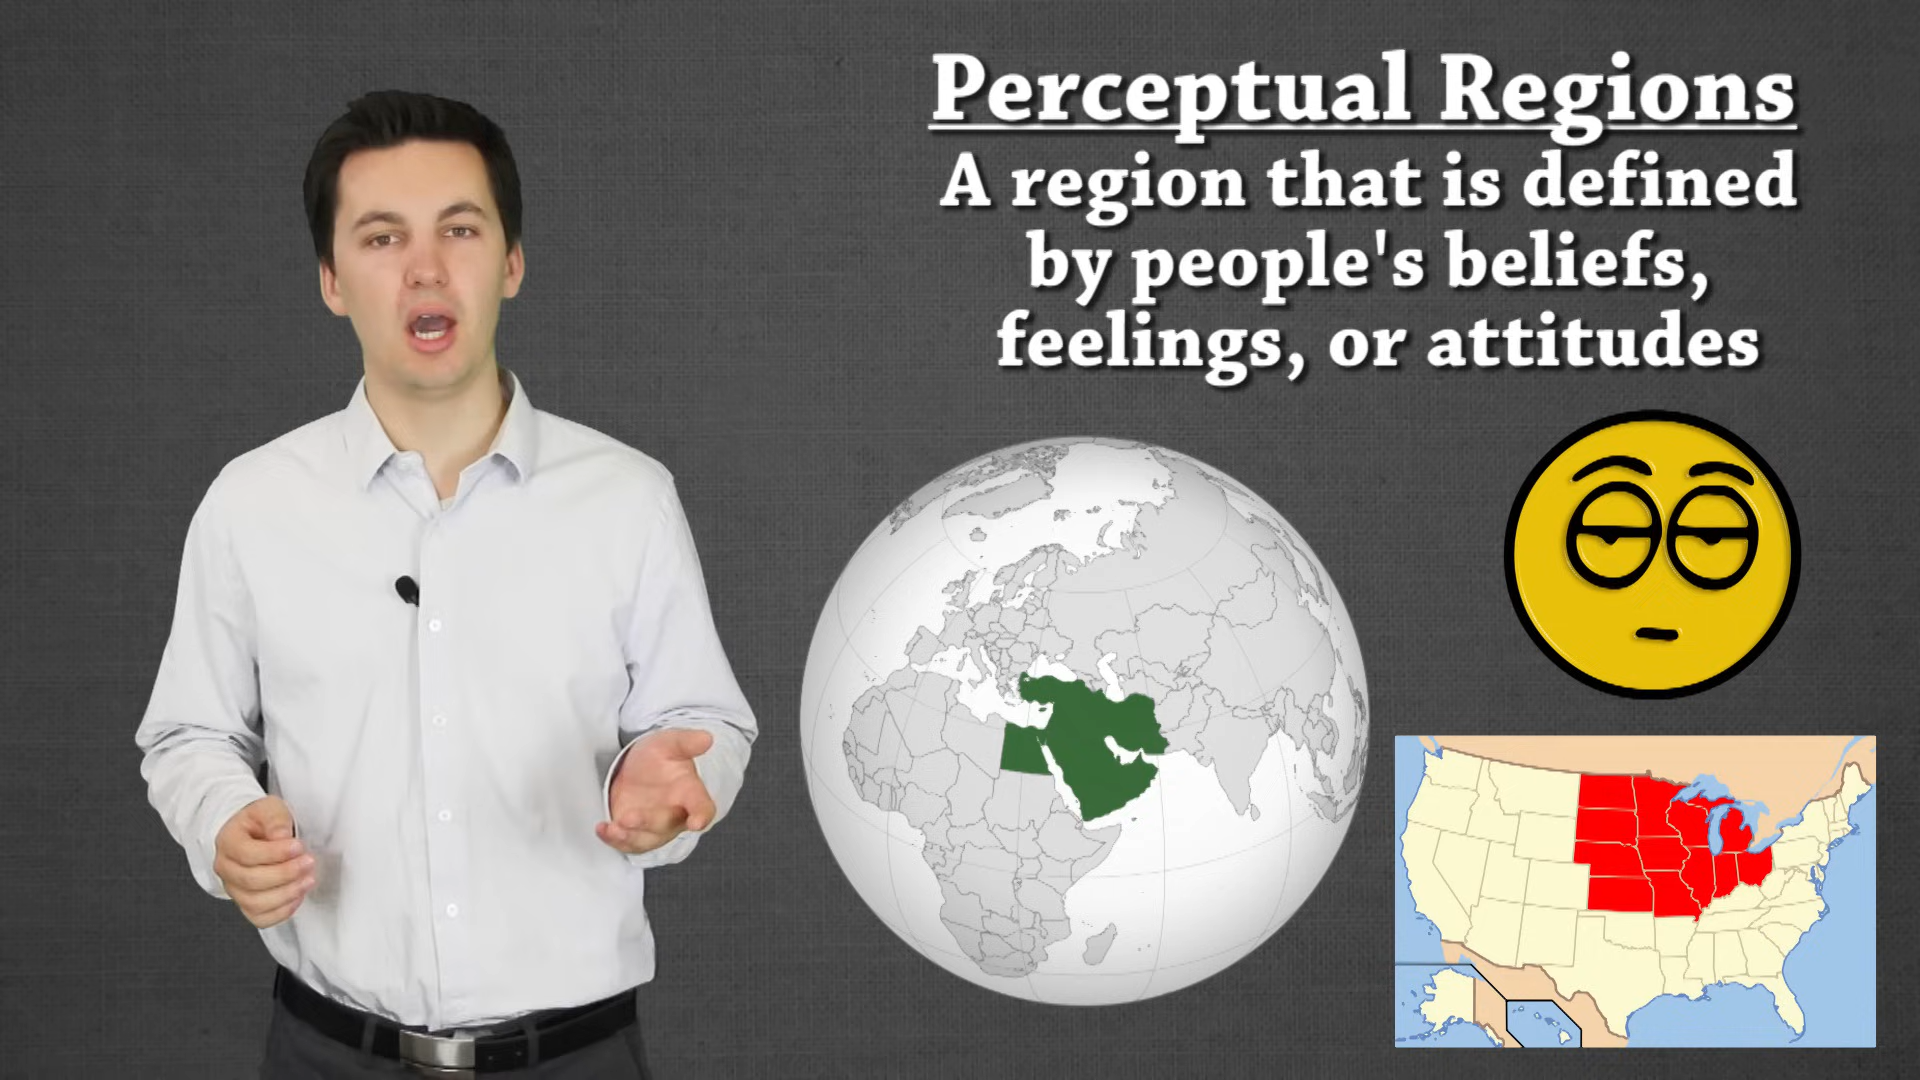 Perceptual Regions
A region that is defined
by people's beliefs,
feelings, or attitudes